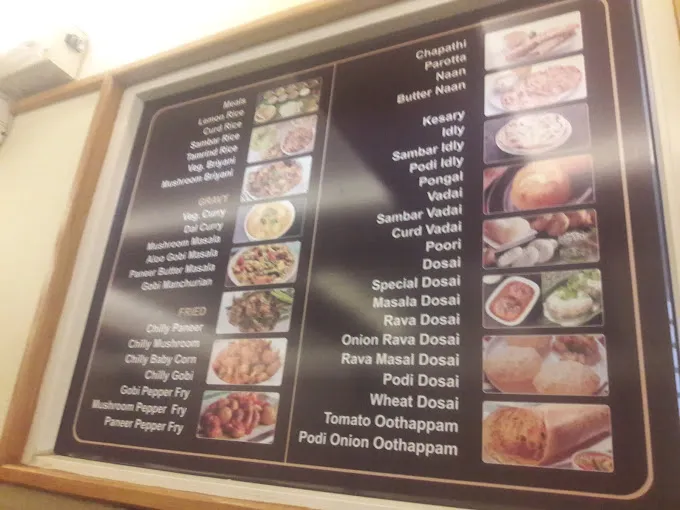 Meals
Lemon Rice
Curd Rice
Sambar Rice
Tamrind Rice
Veg. Briyani
Mushroom Briyani
GRAVY
Veg. Curry
Dal Curry
Mushroom Masala
Aloo Gobi Masala
Paneer Butter Masala
Gobi Manchurian
FRIED
Chilly Paneer
Chilly Mushroom
Chilly Baby Corn
Chilly Gobi
Gobi Pepper Fry
Mushroom Pepper Fry
Paneer Pepper Fry
Chapathi
Parotta
Naan
Butter Naan
Kesary
Idly
Sambar Idly
Podi Idly
Pongal
Vadai
Sambar Vadai
Curd Vadai
Poori
Dosai
Special Dosai
Masala Dosai
Rava Dosai
Onion Rava Dosai
Rava Masal Dosai
Podi Dosai
Wheat Dosai
Tomato Oothappam
Podi Onion Oothappam